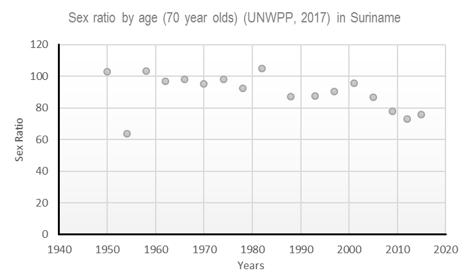 Sex ratio by age (70 year olds) (UNWPP, 2017) in Suriname
120
100
80
60
40
20
0
Sex Ratio
1940 1950 1960 1970 1980 1990 2000 2010 2020
Years